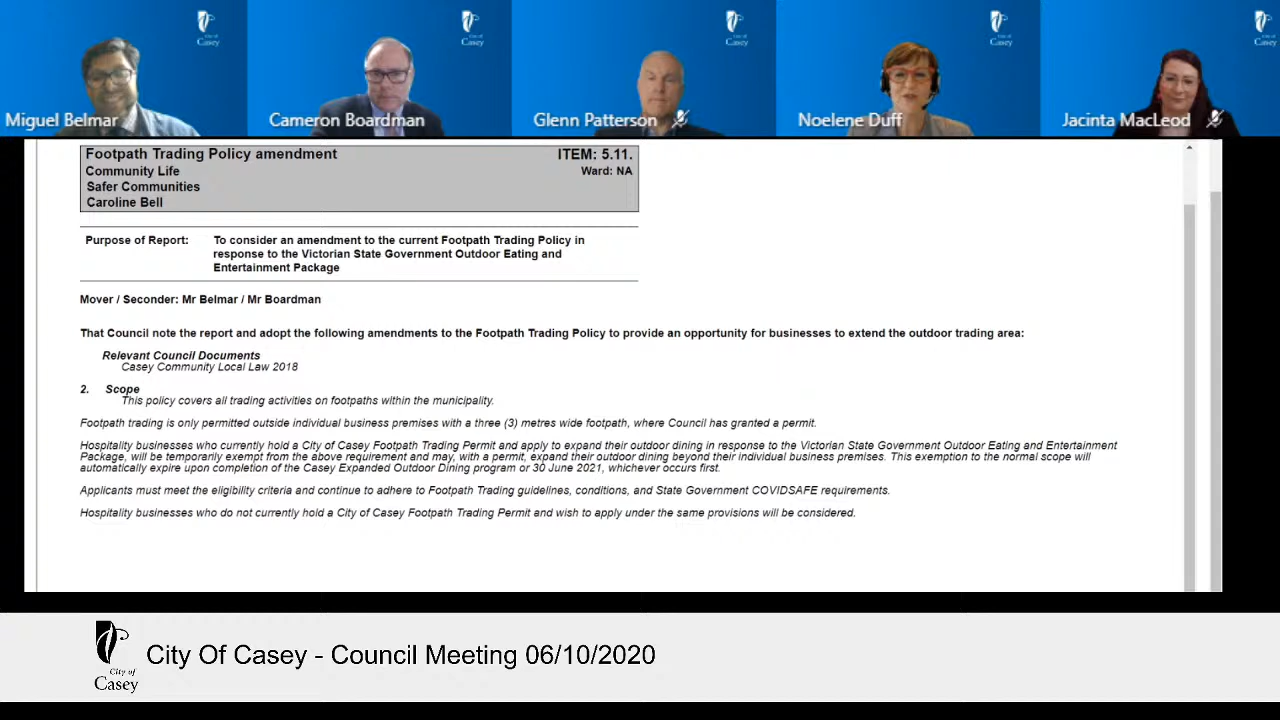 City of
Casey
City of
Casey
City of
Casey
City of
Casey
City of
Casey
Miguel Belmar
Cameron Boardman
Glenn Patterson
Noelene Duff
Jacinta MacLeod
Footpath Trading Policy amendment ITEM: 5.11.
Community Life Ward: NA
Safer Communities
Caroline Bell
Purpose of Report: To consider an amendment to the current Footpath Trading Policy in
response to the Victorian State Government Outdoor Eating and
Entertainment Package
Mover / Seconder: Mr Belmar / Mr Boardman
That Council note the report and adopt the following amendments to the Footpath Trading Policy to provide an opportunity for businesses to extend the outdoor trading area:
Relevant Council Documents
Casey Community Local Law 2018
2. Scope
This policy covers all trading activities on footpaths within the municipality.
Footpath trading is only permitted outside individual business premises with a three (3) metres wide footpath, where Council has granted a permit.
Hospitality businesses who currently hold a City of Casey Footpath Trading Permit and apply to expand their outdoor dining in response to the Victorian State Government Outdoor Eating and Entertainment
Package, will be temporarily exempt from the above requirement and may, with a permit, expand their outdoor dining beyond their individual business premises. This exemption to the normal scope will
automatically expire upon completion of the Casey Expanded Outdoor Dining program or 30 June 2021, whichever occurs first.
Applicants must meet the eligibility criteria and continue to adhere to Footpath Trading guidelines, conditions, and State Government COVIDSAFE requirements.
Hospitality businesses who do not currently hold a City of Casey Footpath Trading Permit and wish to apply under the same provisions will be considered.
City of
Casey
City Of Casey - Council Meeting 06/10/2020